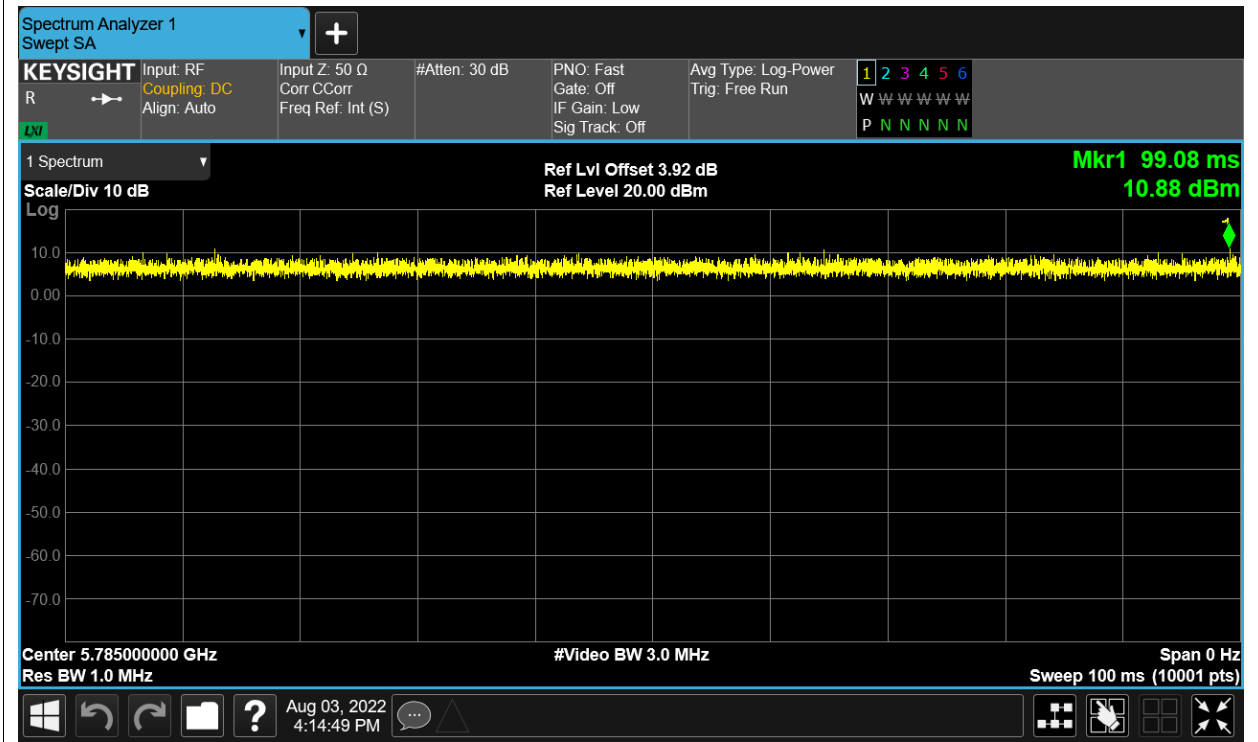 Spectrum Analyzer 1
Swept SA
KEYSIGHT
R
LXI
Input: RF
Coupling: DC
Align: Auto
Input Z: 50 Ω
Corr CCorr
Freq Ref: Int (S)
#Atten: 30 dB
PNO: Fast
Gate: Off
IF Gain: Low
Sig Track: Off
Avg Type: Log-Power
Trig: Free Run
1 2 3 4 5 6
W W W W W W
P N N N N N
1 Spectrum
Scale/Div 10 dB
Ref Lvl Offset 3.92 dB
Ref Level 20.00 dBm
Mkr1 99.08 ms
10.88 dBm
Log
1
10.0
0.00
-10.0
-20.0
-30.0
-40.0
-50.0
-60.0
-70.0
Center 5.785000000 GHz
Res BW 1.0 MHz
#Video BW 3.0 MHz
Span 0 Hz
Sweep 100 ms (10001 pts)
?
Aug 03, 2022
4:14:49 PM